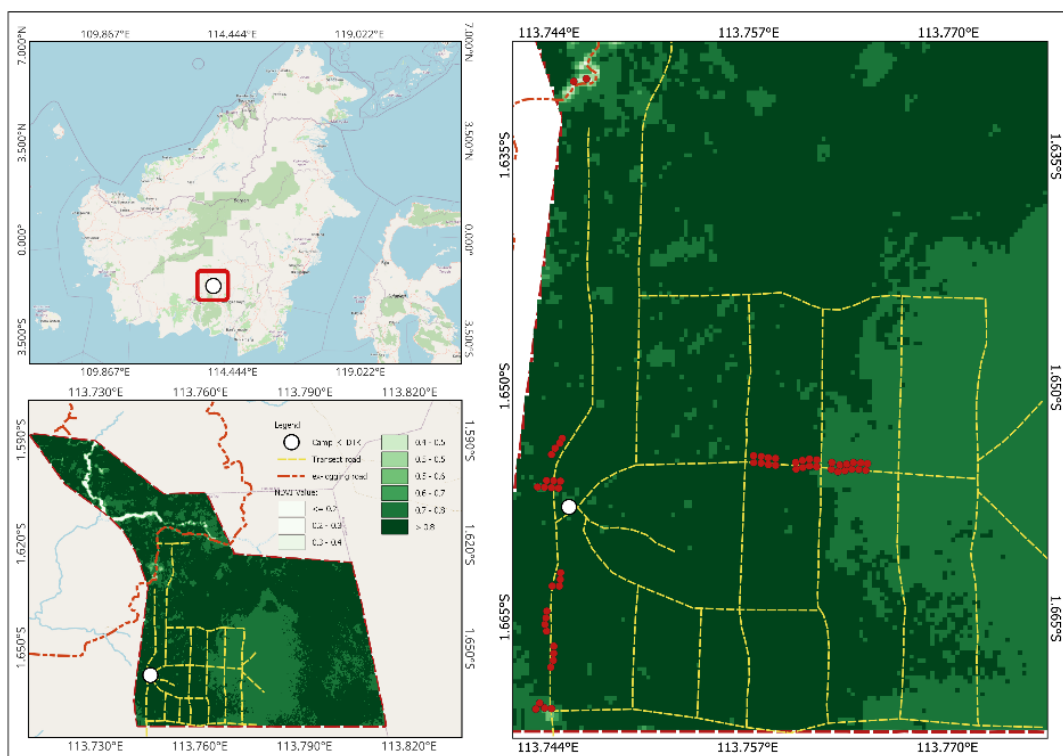 109.867°E 114.444°E 119.022°E
7.000°N 7.000°N
3.500°N 3.500°N
0.000° 0.000°
3.500°S 3.500°S
109.867°E 114.444°E 119.022°E
113.730°E 113.760°E 113.790°E 113.820°E
1.590°S 1.590°S
1.620°S 1.620°S
1.650°S 1.650°S
Legend
Transect road
ex-logging road
NDVI Value:
<= 0.2
0.2 - 0.3
0.3 - 0.4
0.4 - 0.5
0.6 - 0.7
0.7 - 0.8
> 0.8
113.730°E 113.760°E 113.790°E 113.820°E
113.744°E 113.757°E 113.770°E
1.635°S 1.635°S
1.650°S 1.650°S
1.665°S 1.665°S
113.744°E 113.757°E 113.770°E